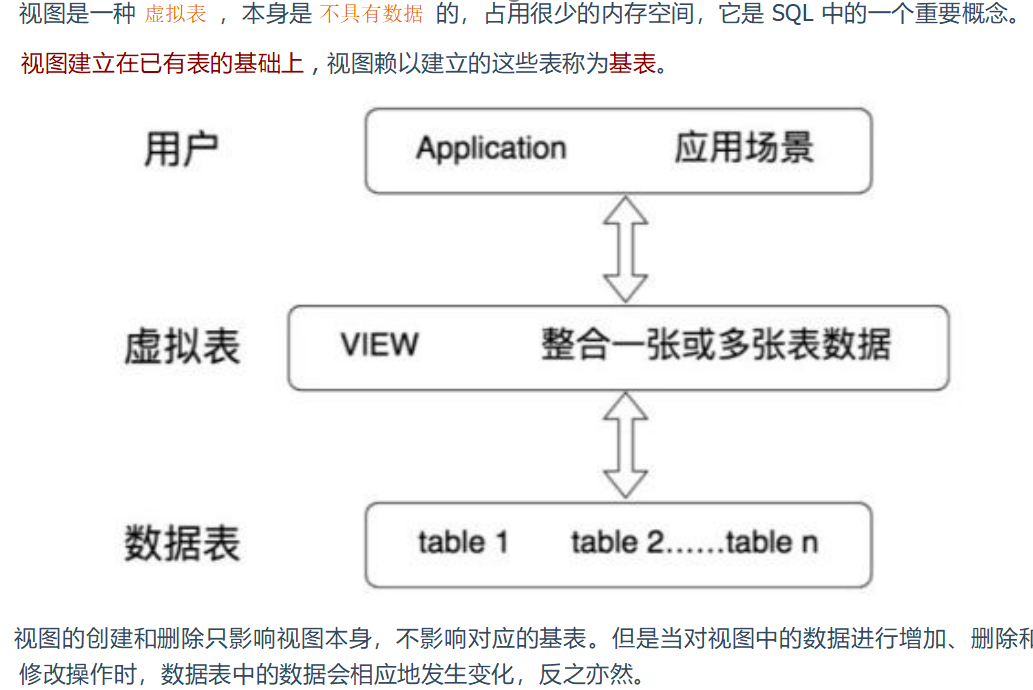 视图是一种 虚拟表 ，本身是 不具有数据 的，占用很少的内存空间，它是 SQL 中的一个重要概念。
视图建立在已有表的基础上，视图赖以建立的这些表称为基表。
用户 Application 应用场景
虚拟表 VIEW 整合一张或多张表数据
数据表 table 1 table 2……table n
视图的创建和删除只影响视图本身，不影响对应的基表。但是当对视图中的数据进行增加、删除和
修改操作时，数据表中的数据会相应地发生变化，反之亦然。